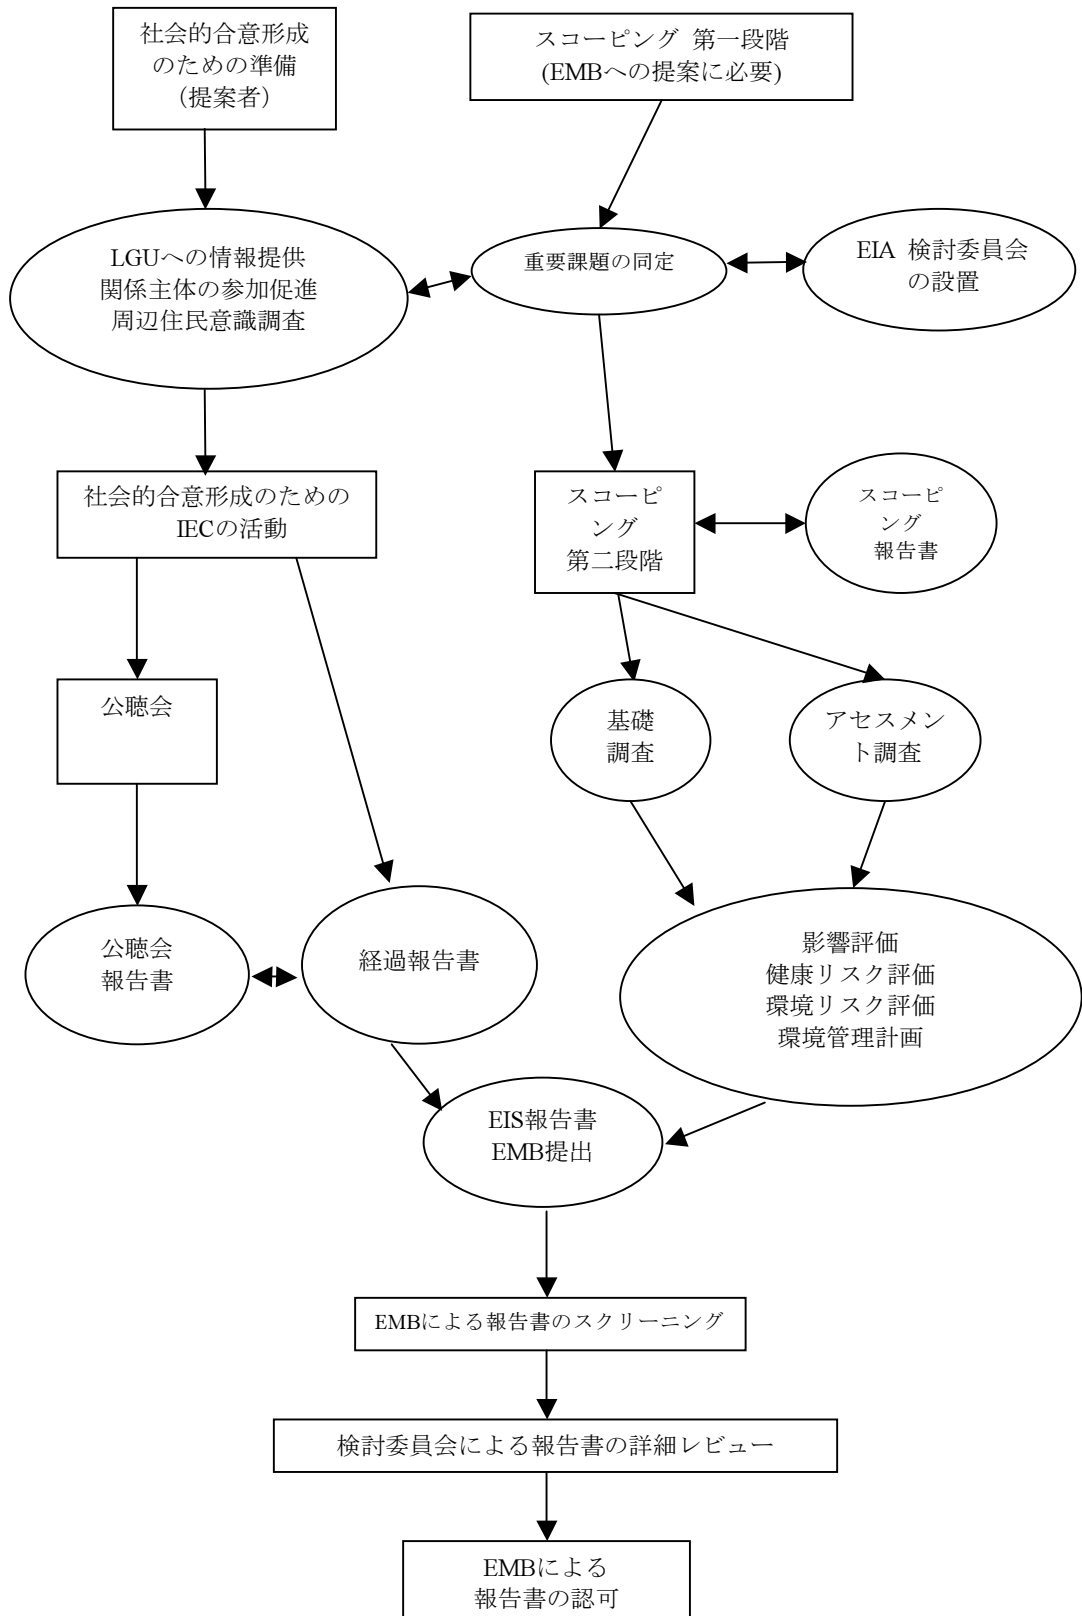 社会的合意形成
のための準備
（提案者）
スコーピング 第一段階
(EMBへの提案に必要)
LGUへの情報提供
関係主体の参加促進
周辺住民意識調査
重要課題の同定
EIA 検討委員会
の設置
社会的合意形成のための
IECの活動
スコーピ
ング
第二段階
スコーピ
ング
報告書
公聴会
基礎
調査
アセスメン
ト調査
公聴会
報告書
経過報告書
影響評価
健康リスク評価
環境リスク評価
環境管理計画
EIS報告書
EMB提出
EMBによる報告書のスクリーニング
検討委員会による報告書の詳細レビュー
EMBによる
報告書の認可